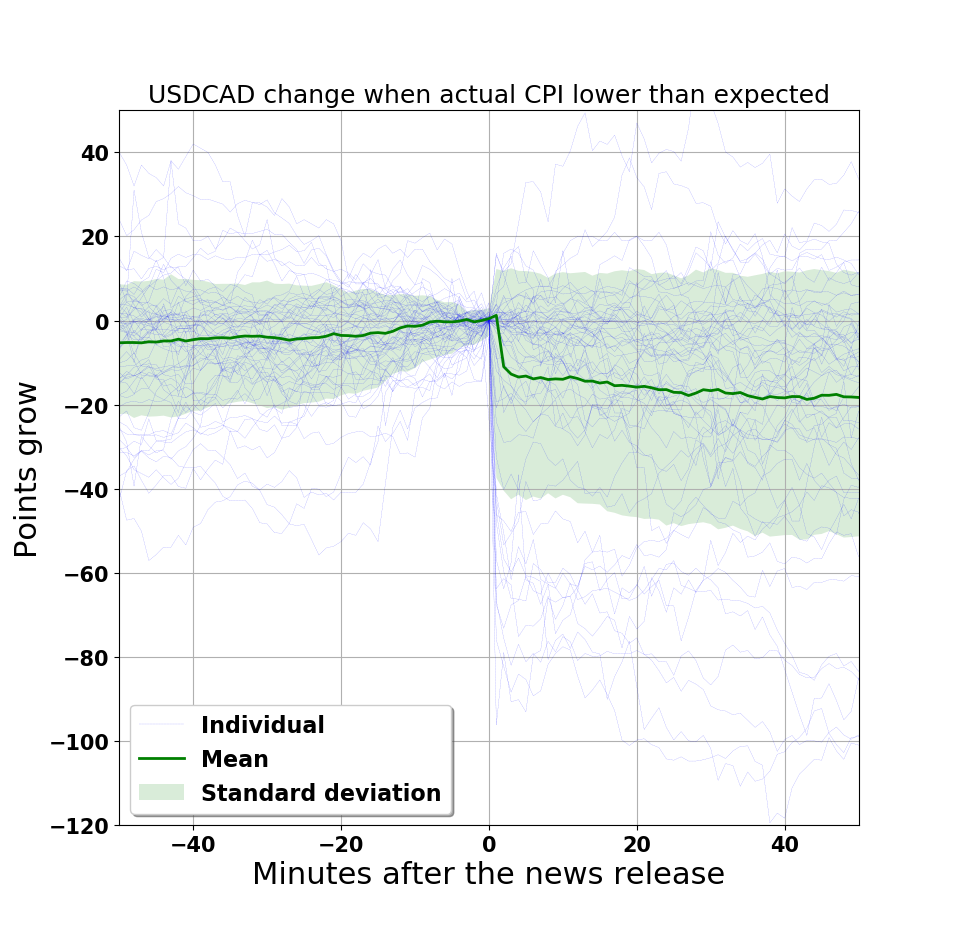 USDCAD change when actual CPI lower than expected
Points grow
40
20
0
−20
−40
−60
−80
−100
−120
Individual
Mean
Standard deviation
−40
−20
0
20
40
Minutes after the news release